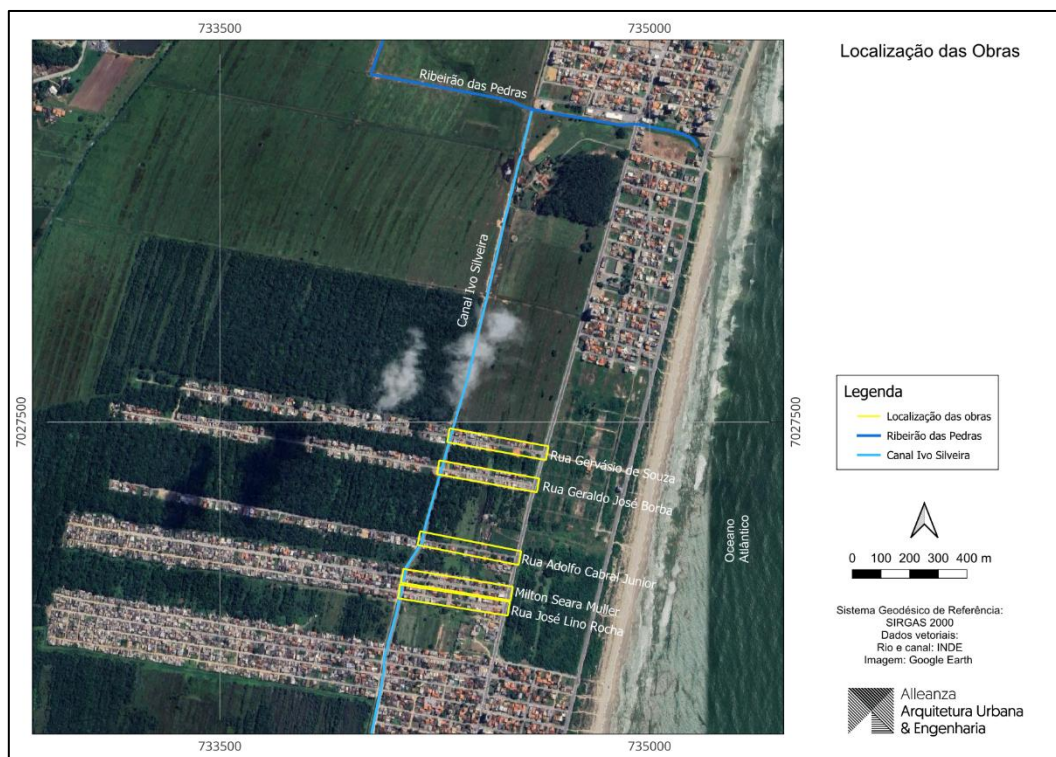 733500
735000
Localização das Obras
Ribeirão das Pedras
Canal Ivo Silveira
7027500
7027500
Rua Gervásio de Souza
Rua Geraldo José Borba
Rua Adolfo Cabral Junior
Milton Seara Muller
Rua José Lino Rocha
Oceano
Atlântico
733500
735000
Legenda
Localização das obras
Ribeirão das Pedras
Canal Ivo Silveira
0 100 200 300 400 m
Sistema Geodésico de Referência:
SIRGAS 2000
Dados vetoriais:
Rio e canal: INDE
Imagem: Google Earth
Alleanza
Arquitetura Urbana
& Engenharia